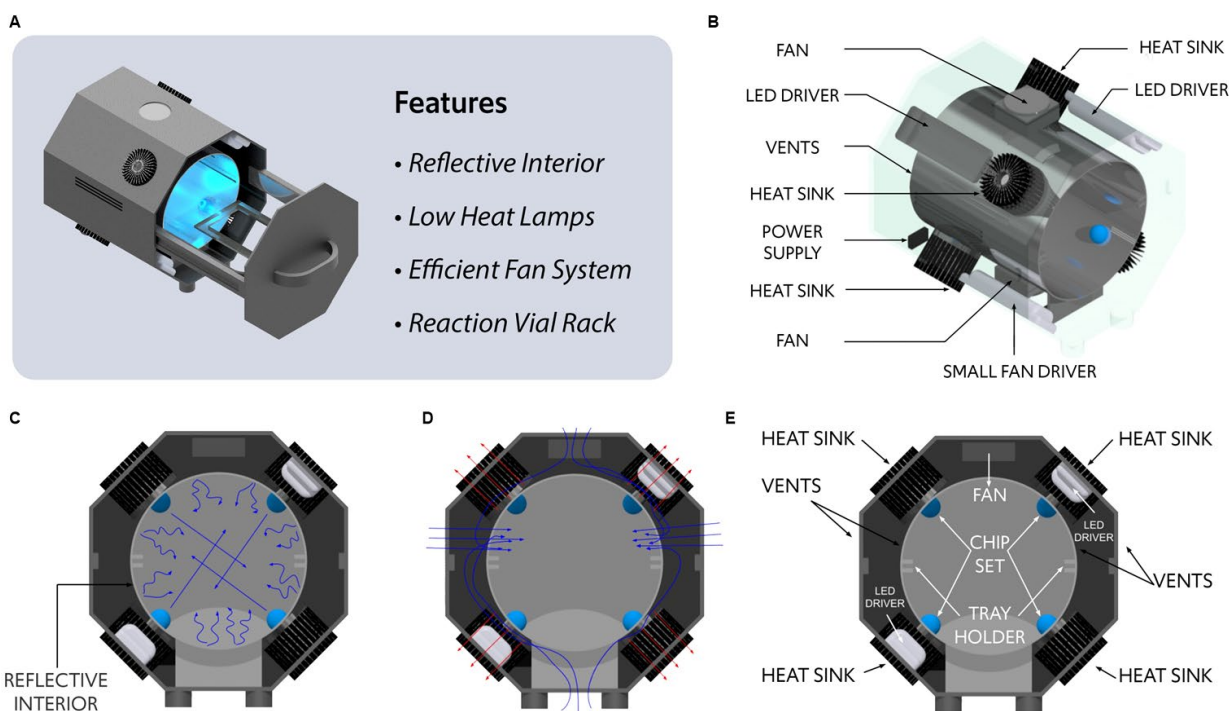 A
Features
• Reflective Interior
• Low Heat Lamps
• Efficient Fan System
• Reaction Vial Rack
B
FAN
LED DRIVER
VENTS
HEAT SINK
POWER
SUPPLY
HEAT SINK
FAN
HEAT SINK
LED DRIVER
SMALL FAN DRIVER
C
REFLECTIVE
INTERIOR
D
E
HEAT SINK
VENTS
HEAT SINK
FAN
LED
DRIVER
CHIP
SET
VENTS
LED
DRIVER
TRAY
HOLDER
HEAT SINK
HEAT SINK